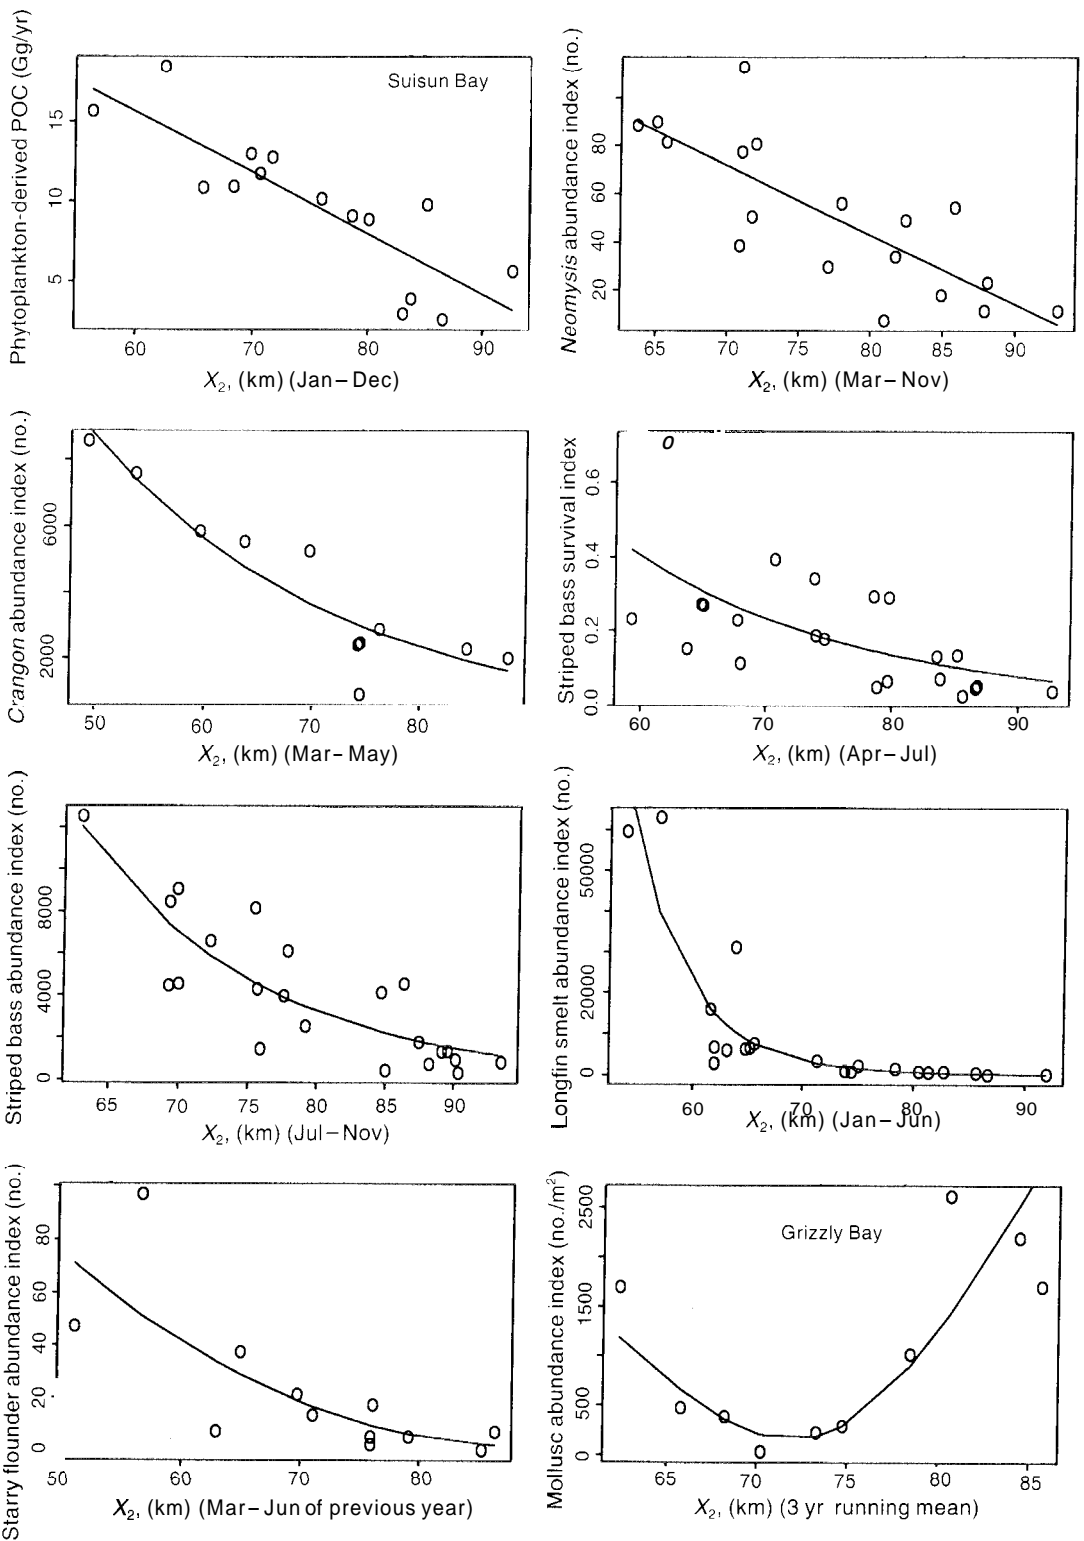 Phytoplankton-derived POC (Gg/yr)
15
10
5
Suisun Bay
60 70 80 90
X2, (km) (Jan–Dec)
Neomysis abundance index (no.)
80
60
40
20
65 70 75 80 85 90
X2, (km) (Mar–Nov)
Crangon abundance index (no.)
6000
2000
50 60 70 80
X2, (km) (Mar–May)
Striped bass survival index
0.6
0.4
0.2
0.0
60 70 80 90
X2, (km) (Apr–Jul)
Striped bass abundance index (no.)
8000
4000
0
65 70 75 80 85 90
X2, (km) (Jul–Nov)
Longfin smelt abundance index (no.)
50000
20000
0
60 70 80 90
X2, (km) (Jan–Jun)
Starry flounder abundance index (no.)
80
60
40
20
0
50 60 70 80
X2, (km) (Mar–Jun of previous year)
Mollusc abundance index (no./m²)
2500
1500
500
0
Grizzly Bay
65 70 75 80 85
X2, (km) (3 yr running mean)